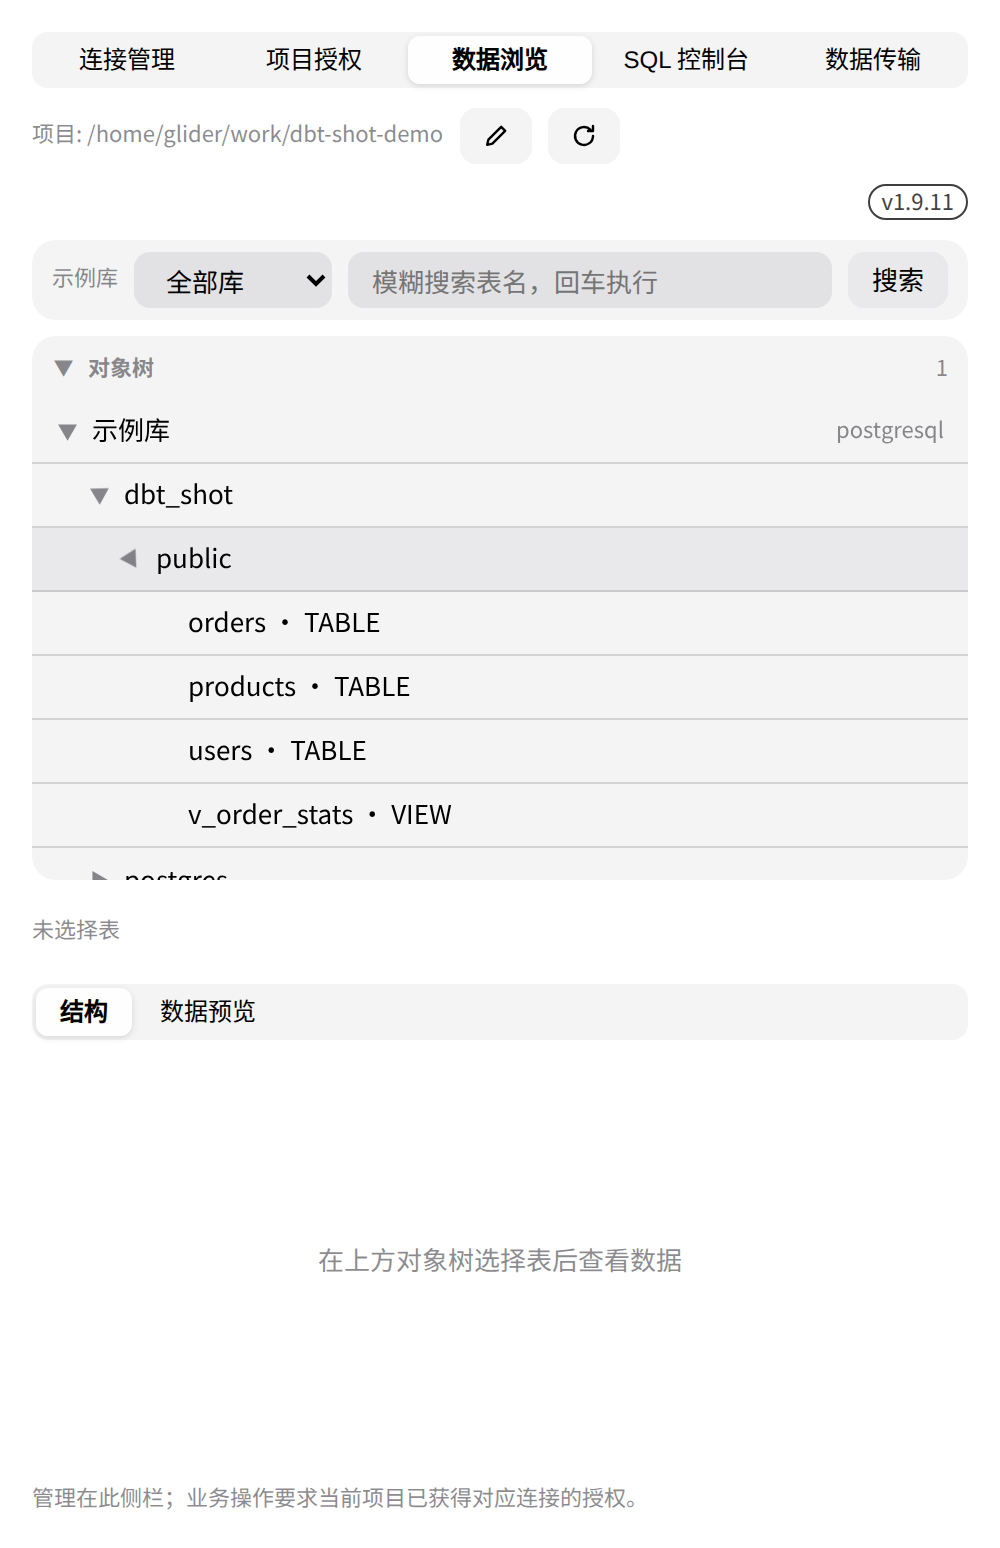 连接管理 项目授权 数据浏览 SQL 控制台 数据传输
项目: /home/glider/work/dbt-shot-demo
v1.9.11
示例库 全部库 模糊搜索表名，回车执行 搜索
对象树 1
示例库 postgresql
dbt_shot
public
orders · TABLE
products · TABLE
users · TABLE
v_order_stats · VIEW
postgres
未选择表
结构 数据预览
在上方对象树选择表后查看数据
管理在此侧栏；业务操作要求当前项目已获得对应连接的授权。